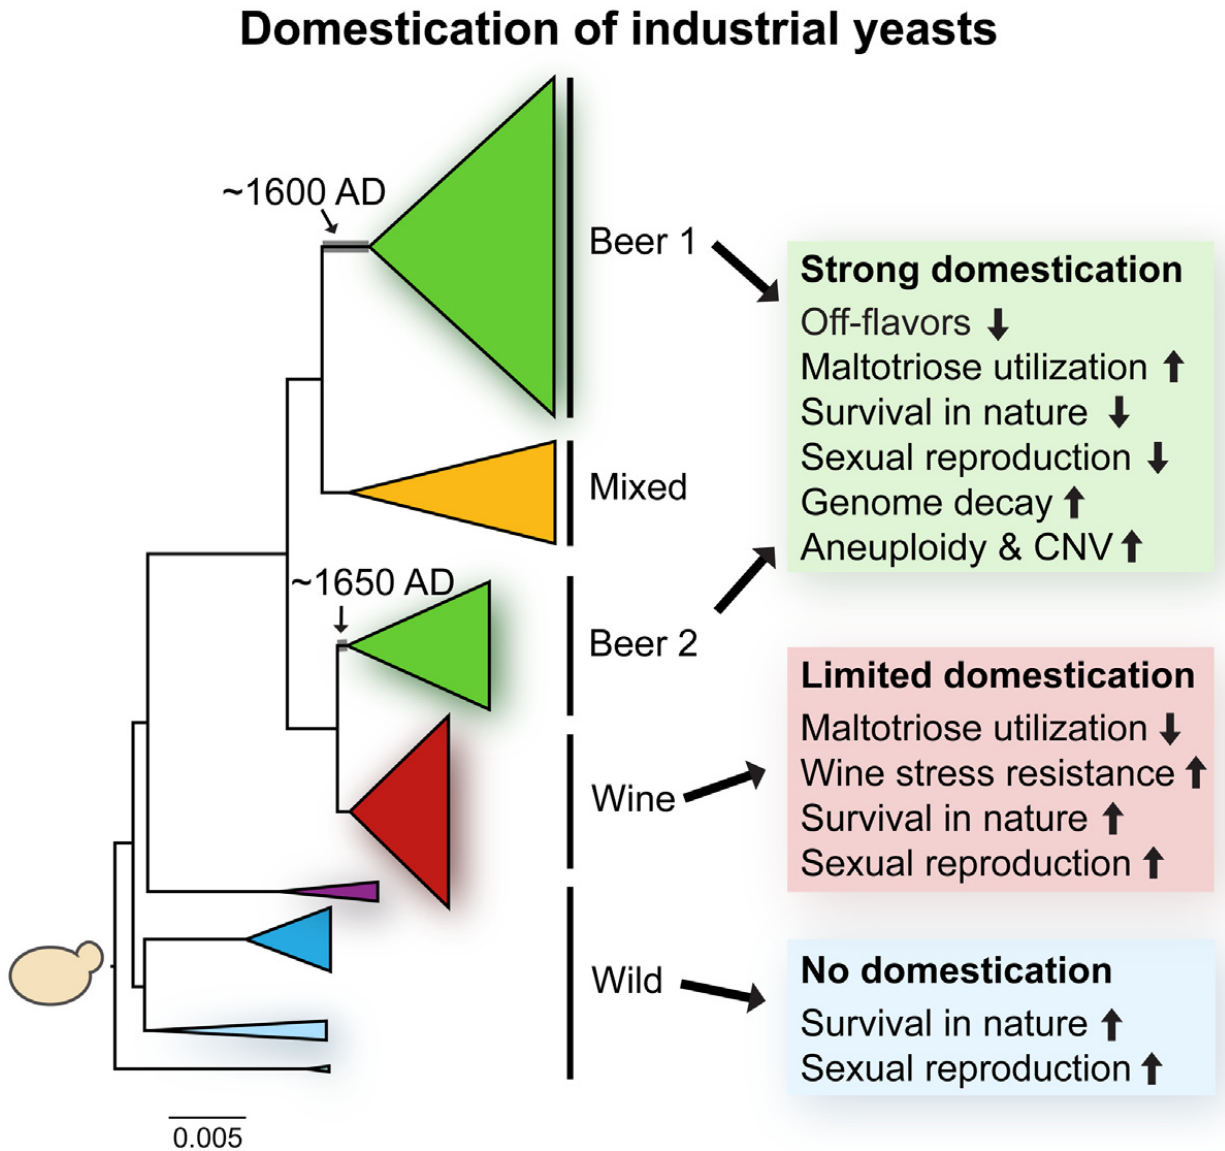 Domestication of industrial yeasts
~1600 AD
Beer 1
Mixed
~1650 AD
Beer 2
Wine
Wild
0.005
Strong domestication
Off-flavors ↓
Maltotriose utilization ↑
Survival in nature ↓
Sexual reproduction ↓
Genome decay ↑
Aneuploidy & CNV ↑
Limited domestication
Maltotriose utilization ↓
Wine stress resistance ↑
Survival in nature ↑
Sexual reproduction ↑
No domestication
Survival in nature ↑
Sexual reproduction ↑